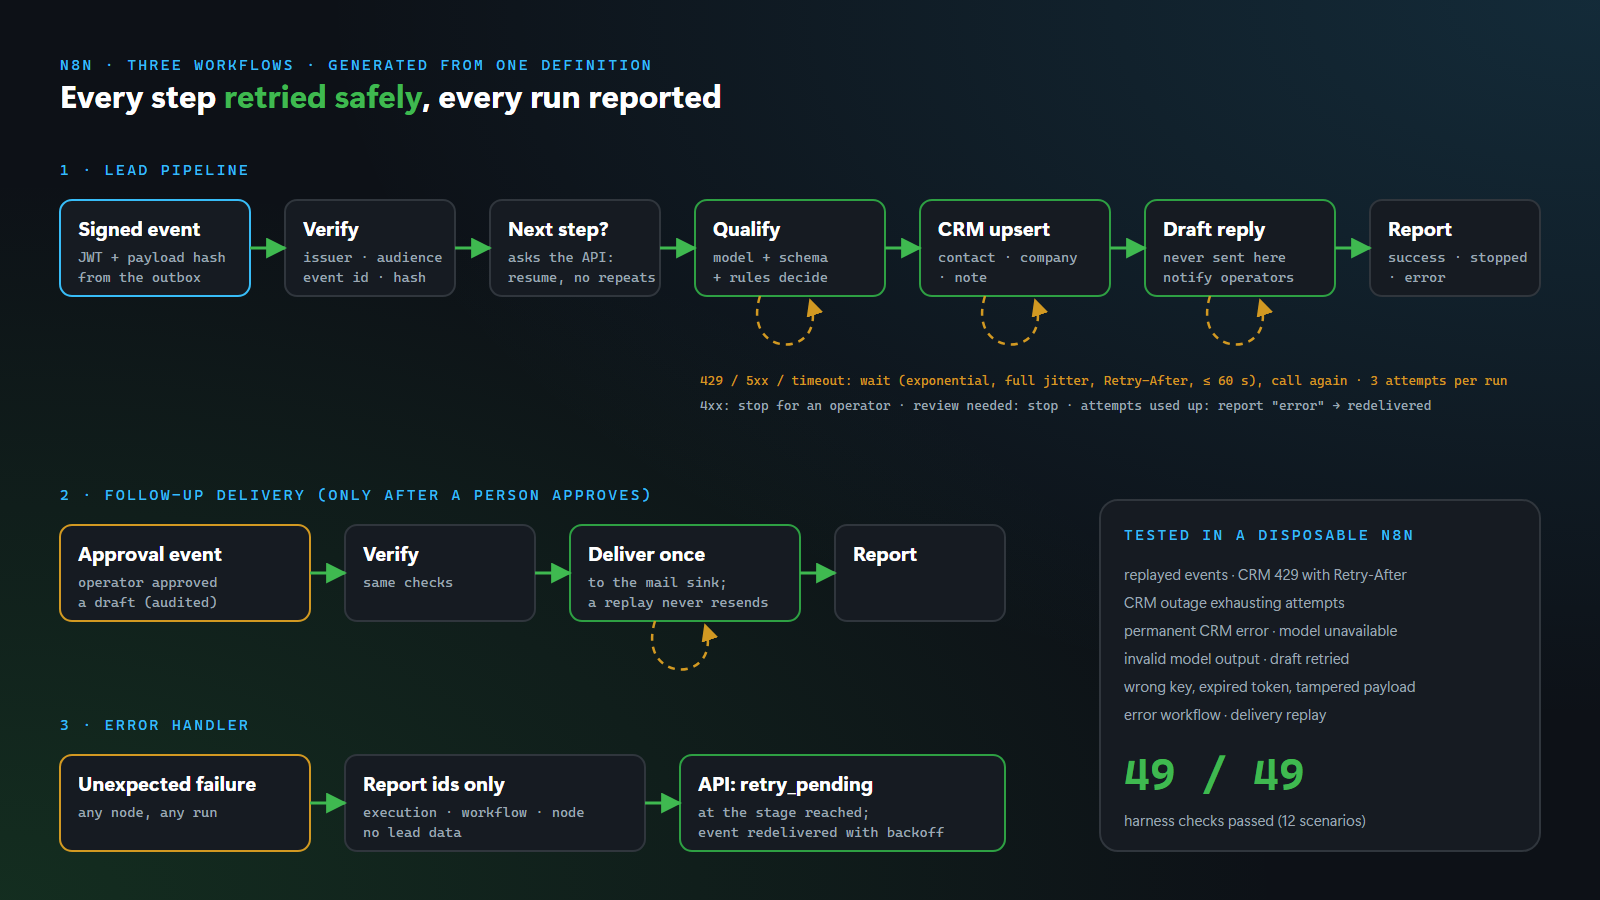 N8N · THREE WORKFLOWS · GENERATED FROM ONE DEFINITION
Every step retried safely, every run reported
1 · LEAD PIPELINE
Signed event
JWT + payload hash
from the outbox
Verify
issuer · audience
event id · hash
Next step?
asks the API:
resume, no repeats
Qualify
model + schema
+ rules decide
CRM upsert
contact · company
· note
Draft reply
never sent here
notify operators
Report
success · stopped
· error
429 / 5xx / timeout: wait (exponential, full jitter, Retry-After, ≤ 60 s), call again · 3 attempts per run
4xx: stop for an operator · review needed: stop · attempts used up: report "error" → redelivered
2 · FOLLOW-UP DELIVERY (ONLY AFTER A PERSON APPROVES)
Approval event
operator approved
a draft (audited)
Verify
same checks
Deliver once
to the mail sink;
a replay never resends
Report
3 · ERROR HANDLER
Unexpected failure
any node, any run
Report ids only
execution · workflow · node
no lead data
API: retry_pending
at the stage reached;
event redelivered with backoff
TESTED IN A DISPOSABLE N8N
replayed events · CRM 429 with Retry-After
CRM outage exhausting attempts
permanent CRM error · model unavailable
invalid model output · draft retried
wrong key, expired token, tampered payload
error workflow · delivery replay
49 / 49
harness checks passed (12 scenarios)